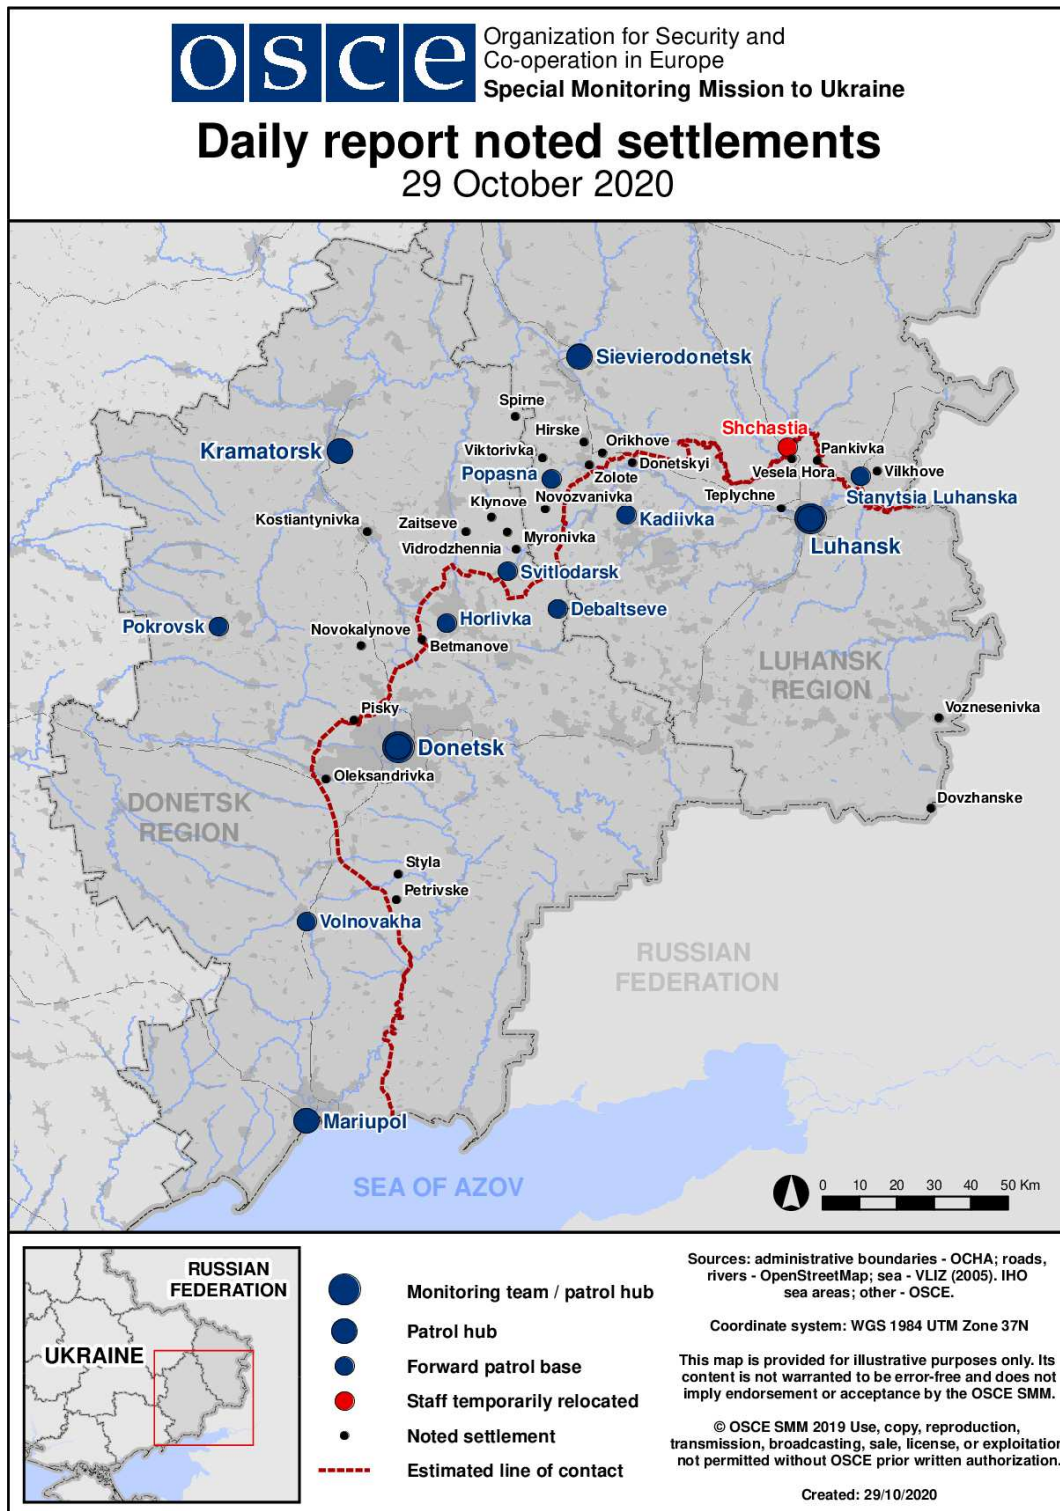 osce
Organization for Security and
Co-operation in Europe
Special Monitoring Mission to Ukraine
Daily report noted settlements
29 October 2020
Sievierodonetsk
Spirne
Shchastia
Hirske
Orikhove
Kramatorsk
Viktorivka
Pankivka
Donetskyi
Vesela Hora
Vilkhove
Popasna
Zolote
Klynove
Novozvanivka
Teplychne
Stanytsia Luhanska
Kostiantynivka
Zaitseve
Kadiivka
Myronivka
Vidrodzhennia
Luhansk
Svitlodarsk
Debaltseve
Pokrovsk
Horlivka
Novokalynove
Betmanove
LUHANSK
REGION
Pisky
Voznesenivka
Donetsk
Oleksandrivka
DONETSK
REGION
Dovzhanske
Styla
Petrivske
Volnovakha
RUSSIAN
FEDERATION
Mariupol
SEA OF AZOV
0 10 20 30 40 50 Km
RUSSIAN
FEDERATION
UKRAINE
Monitoring team / patrol hub
Patrol hub
Forward patrol base
Staff temporarily relocated
Noted settlement
Estimated line of contact
Sources: administrative boundaries - OCHA; roads,
rivers - OpenStreetMap; sea - VLIZ (2005). IHO
sea areas; other - OSCE.
Coordinate system: WGS 1984 UTM Zone 37N
This map is provided for illustrative purposes only. Its
content is not warranted to be error-free and does not
imply endorsement or acceptance by the OSCE SMM.
© OSCE SMM 2019 Use, copy, reproduction,
transmission, broadcasting, sale, license, or exploitation
not permitted without OSCE prior written authorization.
Created: 29/10/2020